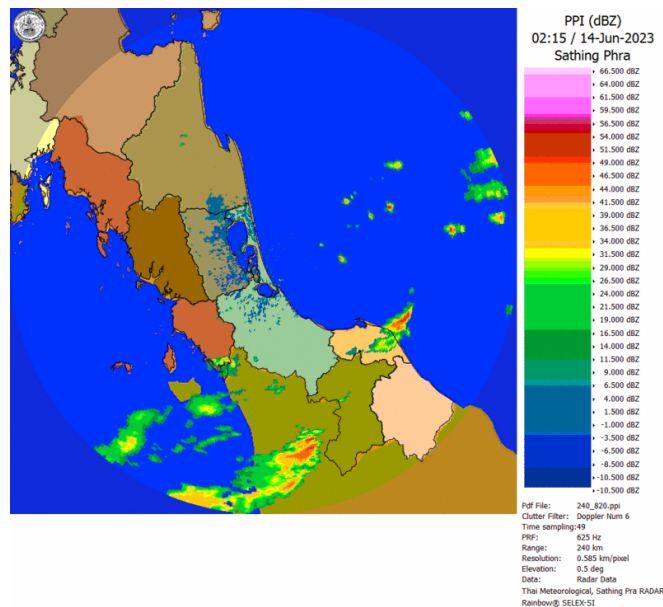 PPI (dBZ)
02:15 / 14-Jun-2023
Sathing Phra
66.500 dBZ
64.000 dBZ
61.500 dBZ
59.500 dBZ
56.500 dBZ
54.000 dBZ
51.500 dBZ
49.000 dBZ
46.500 dBZ
44.000 dBZ
41.500 dBZ
39.000 dBZ
36.500 dBZ
34.000 dBZ
31.500 dBZ
29.000 dBZ
26.500 dBZ
24.000 dBZ
21.500 dBZ
19.000 dBZ
16.500 dBZ
14.000 dBZ
11.500 dBZ
9.000 dBZ
6.500 dBZ
4.000 dBZ
1.500 dBZ
-1.000 dBZ
-3.500 dBZ
-6.500 dBZ
-8.500 dBZ
-10.500 dBZ
-10.500 dBZ
Pdf File: 240_820.ppi
Clutter Filter: Doppler Num 6
Time sampling:49
PRF: 625 Hz
Range: 240 km
Resolution: 0.585 km/pixel
Elevation: 0.5 deg
Data: Radar Data
Thai Meteorological, Sathing Pra RADAR
Rainbow® SELEX-SI